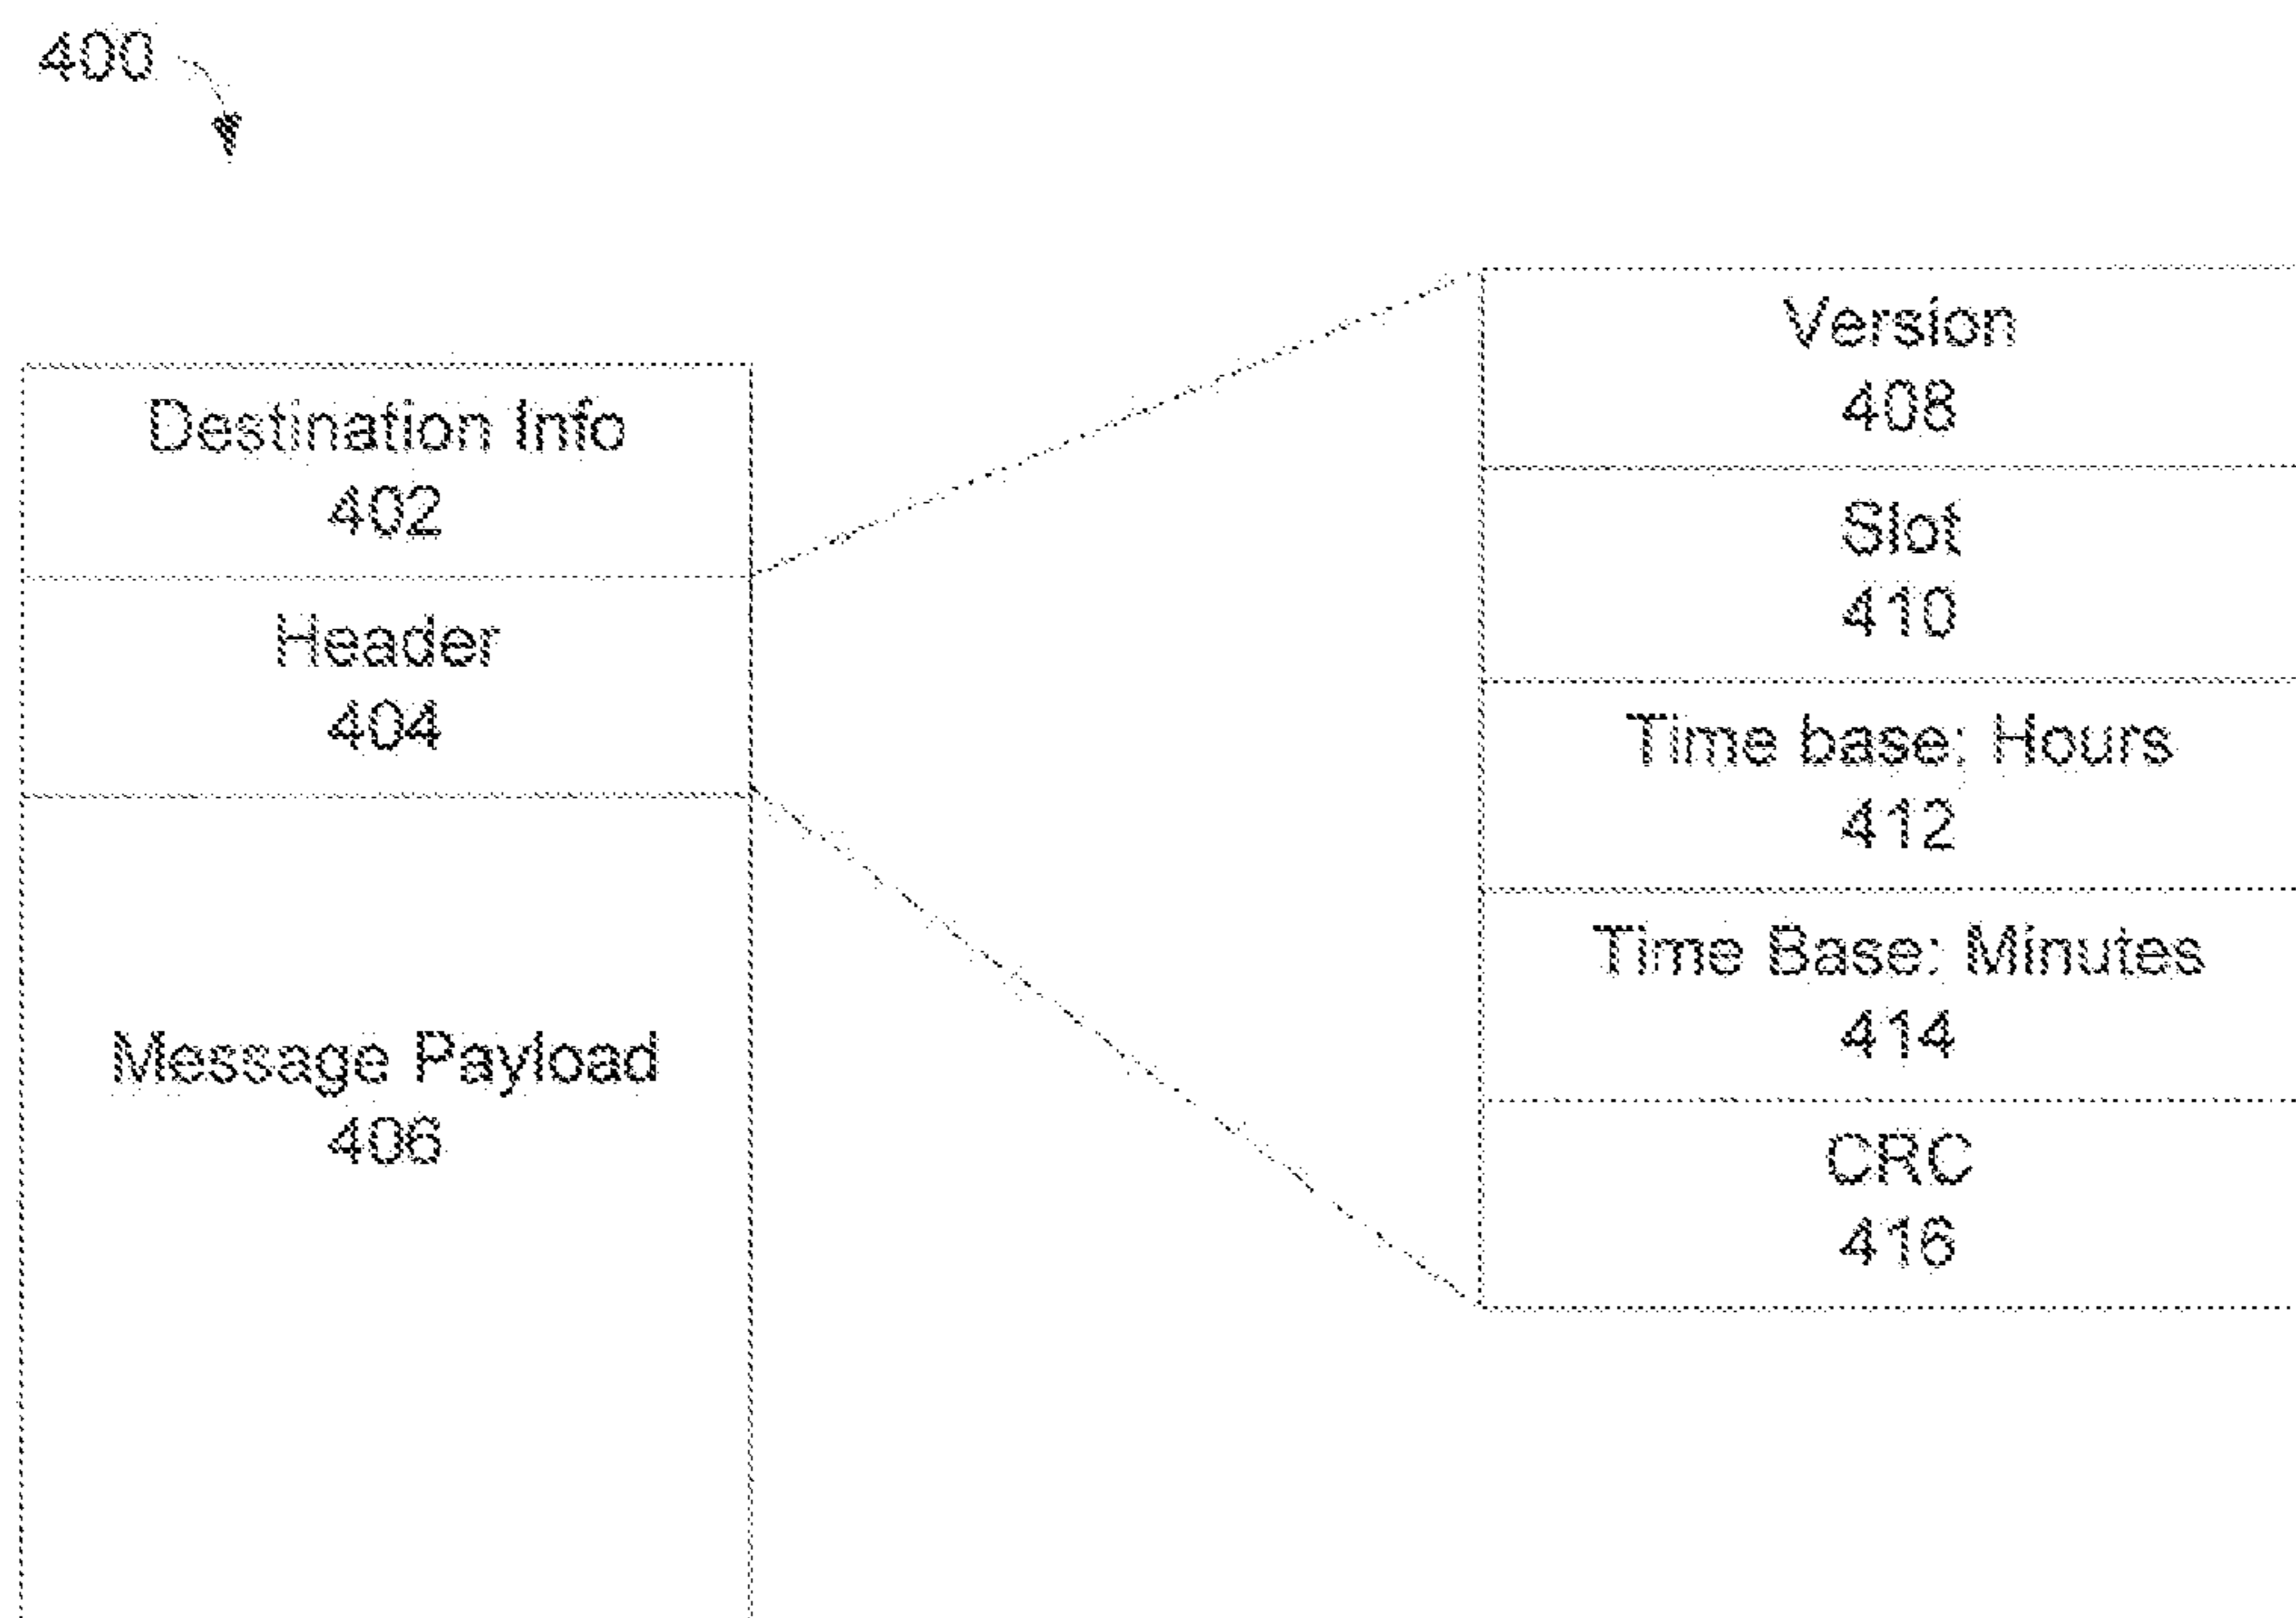 400
Destination Info
402
Header
404
Message Payload
406
Version
408
Slot
410
Time base: Hours
412
Time Base: Minutes
414
CRC
416